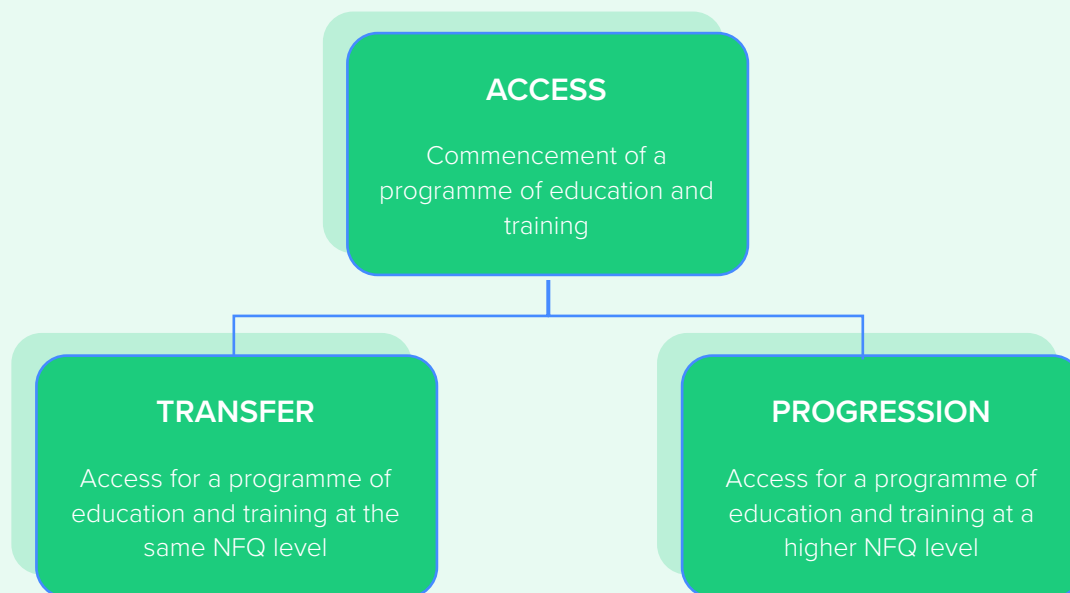 ACCESS
Commencement of a
programme of education and
training
TRANSFER
Access for a programme of
education and training at the
same NFQ level
PROGRESSION
Access for a programme of
education and training at a
higher NFQ level